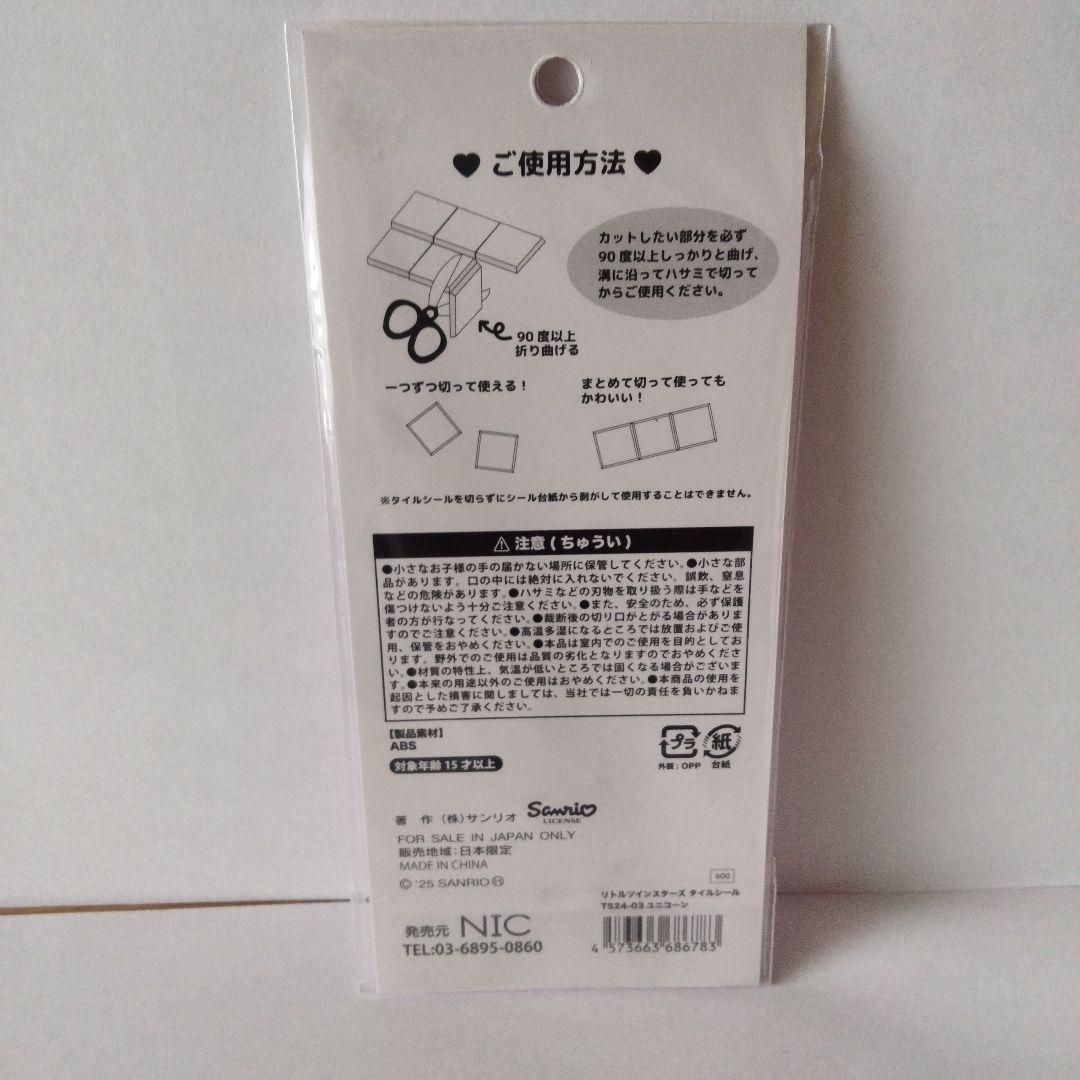 ♥ ご使用方法 ♥
カットしたい部分を必ず
90 度以上しっかりと曲げ、
溝に沿ってハサミで切って
からご使用ください。
90 度以上
折り曲げる
一つずつ切って使える！
まとめて切って使っても
かわいい！
※タイルシールを切らずにシール台紙から剥がして使用することはできません。
⚠ 注意 ( ちゅうい )
●小さなお子様の手の届かない場所に保管してください。●小さな部
品があります。口の中には絶対に入れないでください。誤飲、窒息
などの危険があります。●ハサミなどの刃物を取り扱う際は手などを
傷つけないよう十分ご注意ください。●また、安全のため、必ず保護
者の方が行なってください。●裁断後の切り口がとがる場合がありま
すのでご注意ください。●高温多湿になるところでは放置およびご使
用、保管をおやめください。●本品は室内でのご使用を目的としてお
ります。野外でのご使用は品質の劣化となりますのでおやめくださ
い。●材質の特性上、気温が低いところでは固くなる場合がございま
す。●本来の用途以外のご使用はおやめください。●本商品の使用を
起因とした損害に関しましては、当社では一切の責任を負いかねま
すので予めご了承ください。
【製品素材】
ABS
対象年齢 15 才以上
プラ
紙
外装：OPP
台紙
著 作 （株）サンリオ
Sanrio
LICENSE
FOR SALE IN JAPAN ONLY
販売地域：日本限定
MADE IN CHINA
© '25 SANRIO Ⓗ
600
リトルツインスターズ タイルシール
TS24-03 ユニコーン
発売元 NIC
TEL:03-6895-0860
4 573663 686783